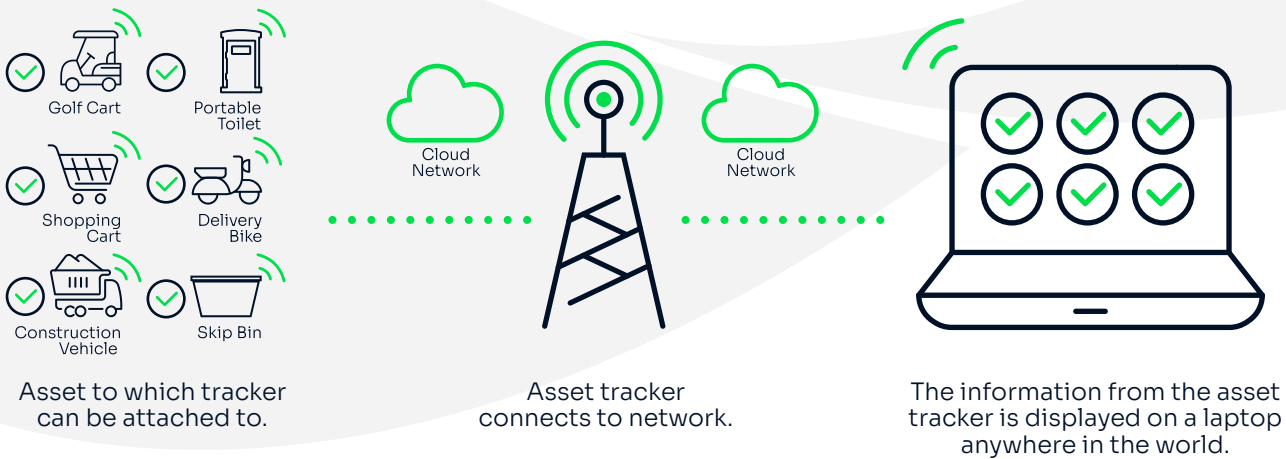 Golf Cart
Portable
Toilet
Shopping
Cart
Delivery
Bike
Construction
Vehicle
Skip Bin
Asset to which tracker
can be attached to.
Cloud
Network
Cloud
Network
Asset tracker
connects to network.
The information from the asset
tracker is displayed on a laptop
anywhere in the world.